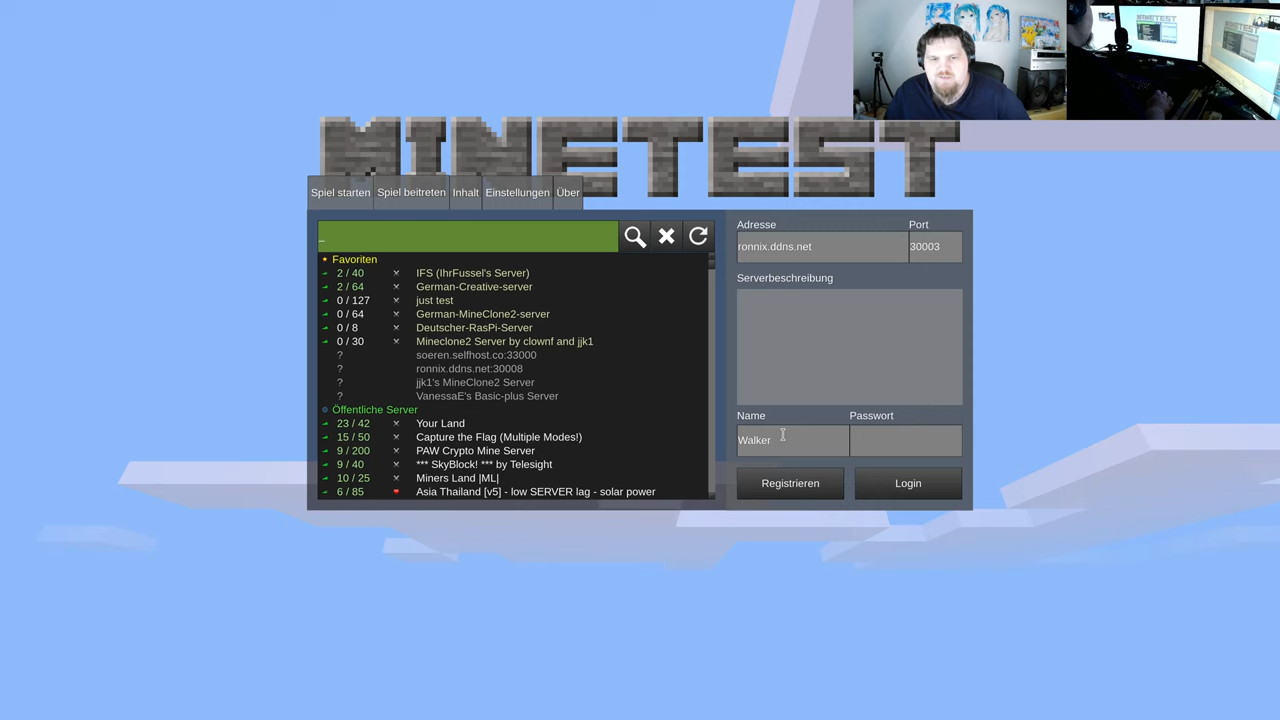 MINETEST
Spiel starten Spiel beitreten Inhalt Einstellungen Über
Adresse Port
ronnix.ddns.net 30003
Serverbeschreibung
Favoriten
2 / 40 IFS (IhrFussel's Server)
2 / 64 German-Creative-server
0 / 127 just test
0 / 64 German-MineClone2-server
0 / 8 Deutscher-RasPi-Server
0 / 30 Mineclone2 Server by clownf and jjk1
? soeren.selfhost.co:33000
? ronnix.ddns.net:30008
? jjk1's MineClone2 Server
? VanessaE's Basic-plus Server
Öffentliche Server
23 / 42 Your Land
15 / 50 Capture the Flag (Multiple Modes!)
9 / 200 PAW Crypto Mine Server
9 / 40 *** SkyBlock! *** by Telesight
10 / 25 Miners Land |ML|
6 / 85 Asia Thailand [v5] - low SERVER lag - solar power
Name Passwort
Walker
Registrieren Login
MINETEST